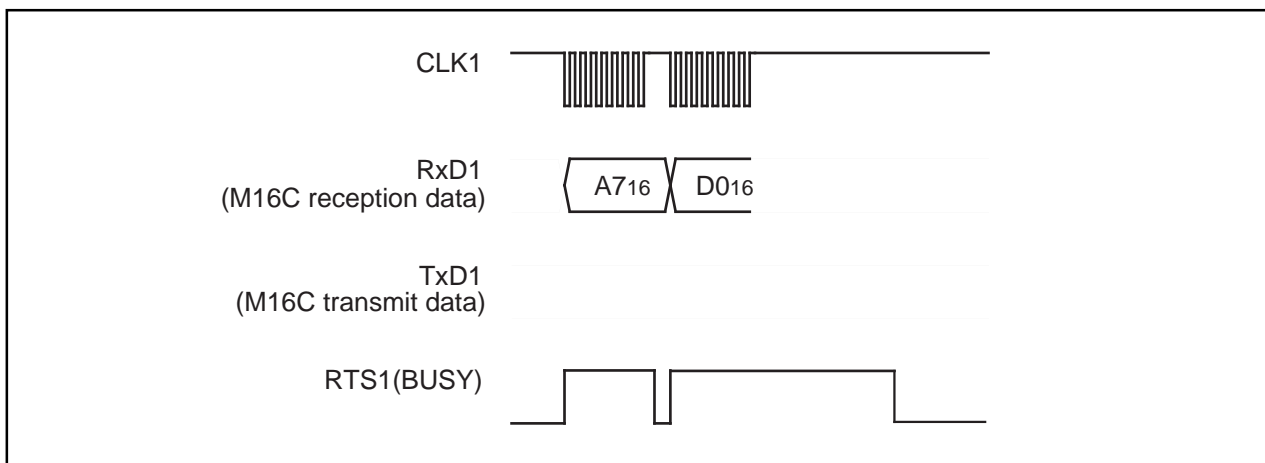 CLK1
RxD1
(M16C reception data)
A716
D016
TxD1
(M16C transmit data)
RTS1(BUSY)